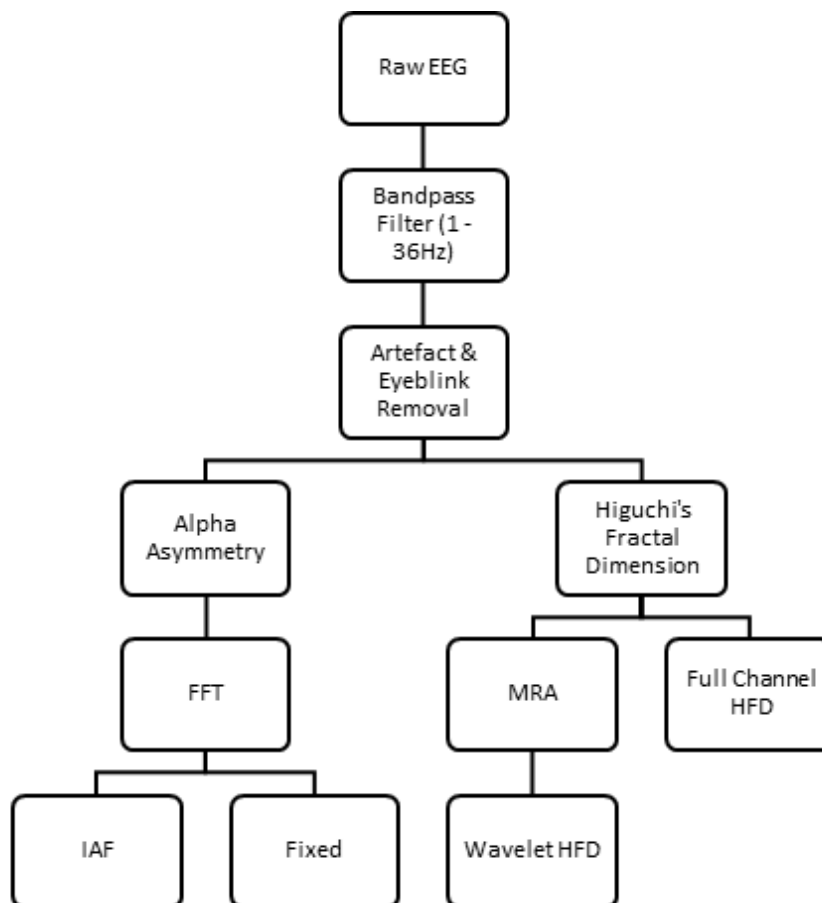 Raw EEG
Bandpass
Filter (1 -
36Hz)
Artefact &
Eyeblink
Removal
Alpha
Asymmetry
Higuchi's
Fractal
Dimension
FFT
MRA
Full Channel
HFD
IAF
Fixed
Wavelet HFD